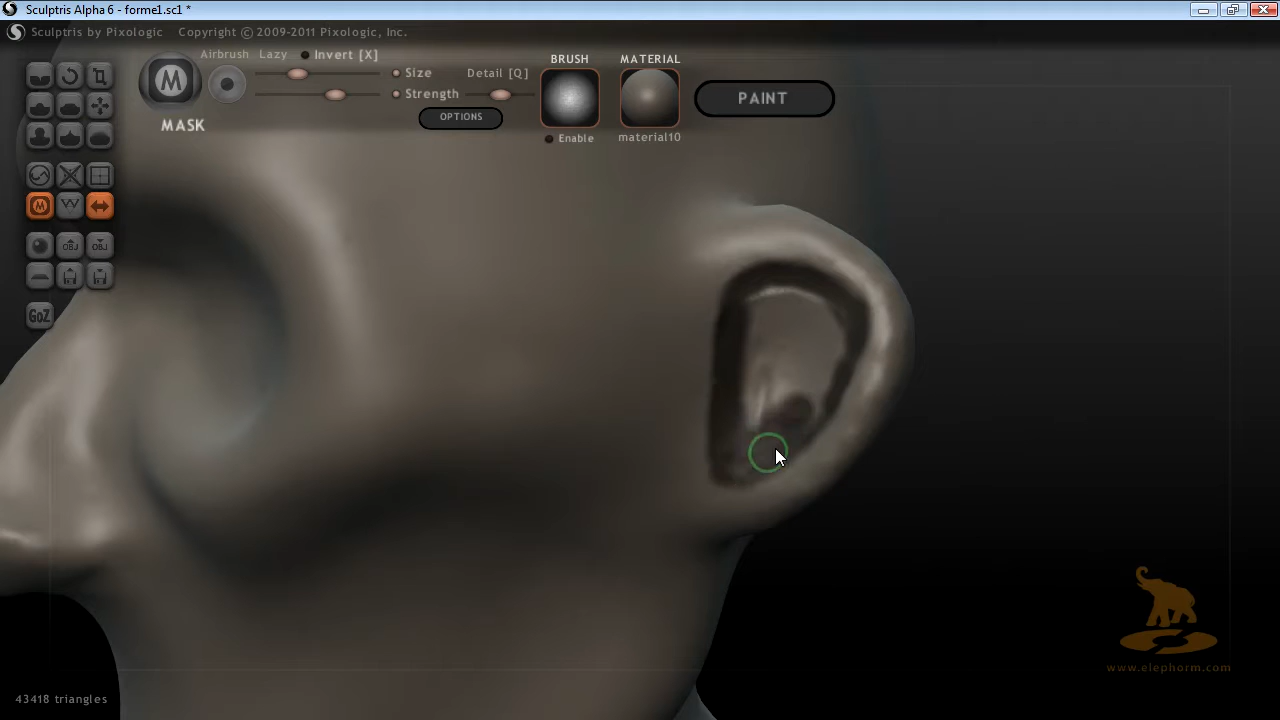 Sculptris Alpha 6 - forme1.sc1 *
Sculptris by Pixologic Copyright © 2009-2011 Pixologic, Inc.
Airbrush Lazy Invert [X]
BRUSH MATERIAL
M
Size Detail [Q]
Strength
PAINT
OPTIONS
MASK
Enable material10
M
OBJ OBJ
GoZ
www.elephorm.com
43418 triangles